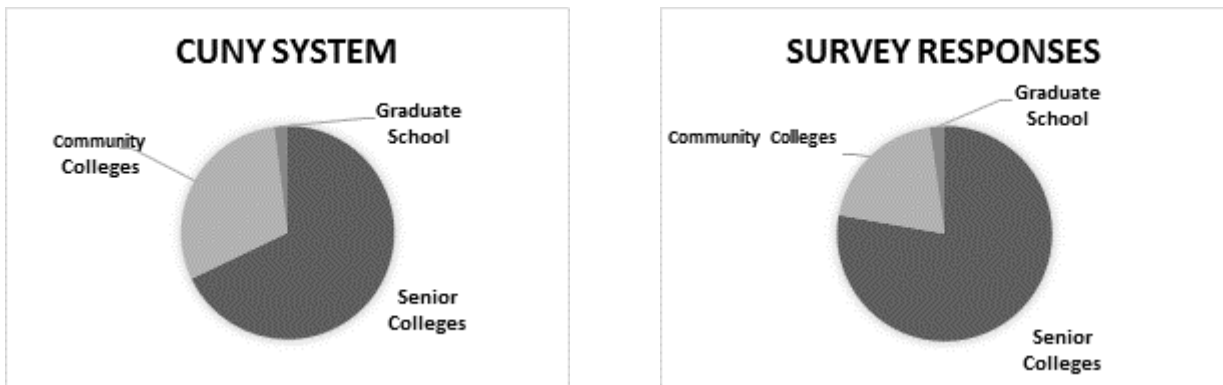 CUNY SYSTEM
Graduate
School
Community
Colleges
Senior
Colleges
SURVEY RESPONSES
Graduate
School
Community Colleges
Senior
Colleges